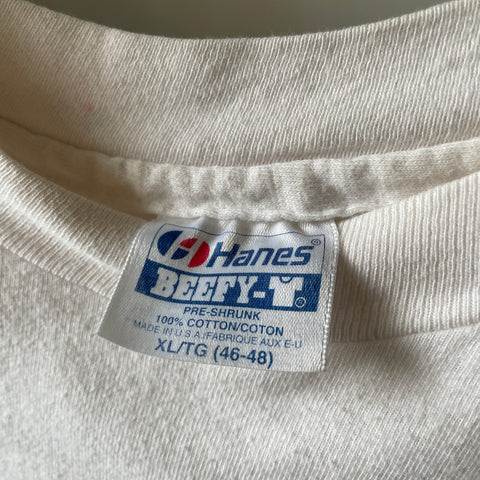 Hanes®
BEEFY-T®
PRE-SHRUNK
100% COTTON/COTON
MADE IN U.S.A./FABRIQUE AUX E-U
XL/TG (46-48)